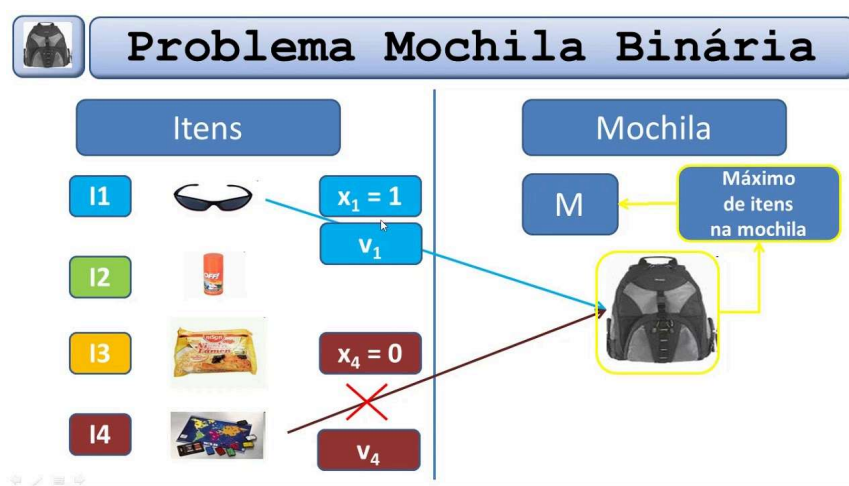 Problema Mochila Binária
Itens
Mochila
I1
x1 = 1
v1
M
Máximo
de itens
na mochila
I2
OFF!
I3
x4 = 0
I4
v4